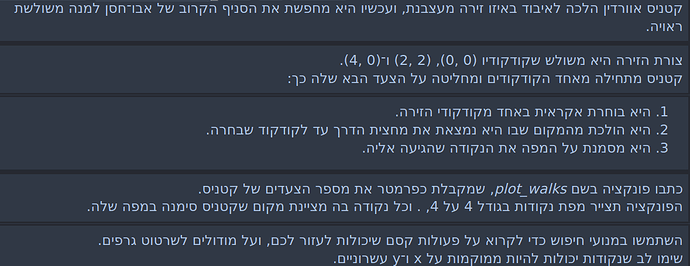 קטניס אוורדין הלכה לאיבוד באיזו זירה מעצבנת, ועכשיו היא מחפשת את הסניף הקרוב של אבו־חסן למנה משולשת
ראויה.
צורת הזירה היא משולש שקודקודיו (0, 0), (2, 2) ו־(4, 0).
קטניס מתחילה מאחד הקודקודים ומחליטה על הצעד הבא שלה כך:
1. היא בוחרת אקראית באחד מקודקודי הזירה.
2. היא הולכת מהמקום שבו היא נמצאת את מחצית הדרך עד לקודקוד שבחרה.
3. היא מסמנת על המפה את הנקודה שהגיעה אליה.
כתבו פונקציה בשם plot_walks, שמקבלת כפרמטר את מספר הצעדים של קטניס.
הפונקציה תצייר מפת נקודות בגודל 4 על 4, . וכל נקודה בה מציינת מקום שקטניס סימנה במפה שלה.
השתמשו במנועי חיפוש כדי לקרוא על פעולות קסם שיכולות לעזור לכם, ועל מודולים לשרטוט גרפים.
שימו לב שנקודות יכולות להיות ממוקמות על x ו־y עשרוניים.